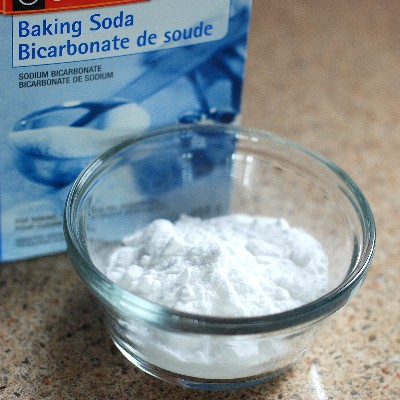 Baking Soda
Bicarbonate de soude
SODIUM BICARBONATE
BICARBONATE DE SODIUM